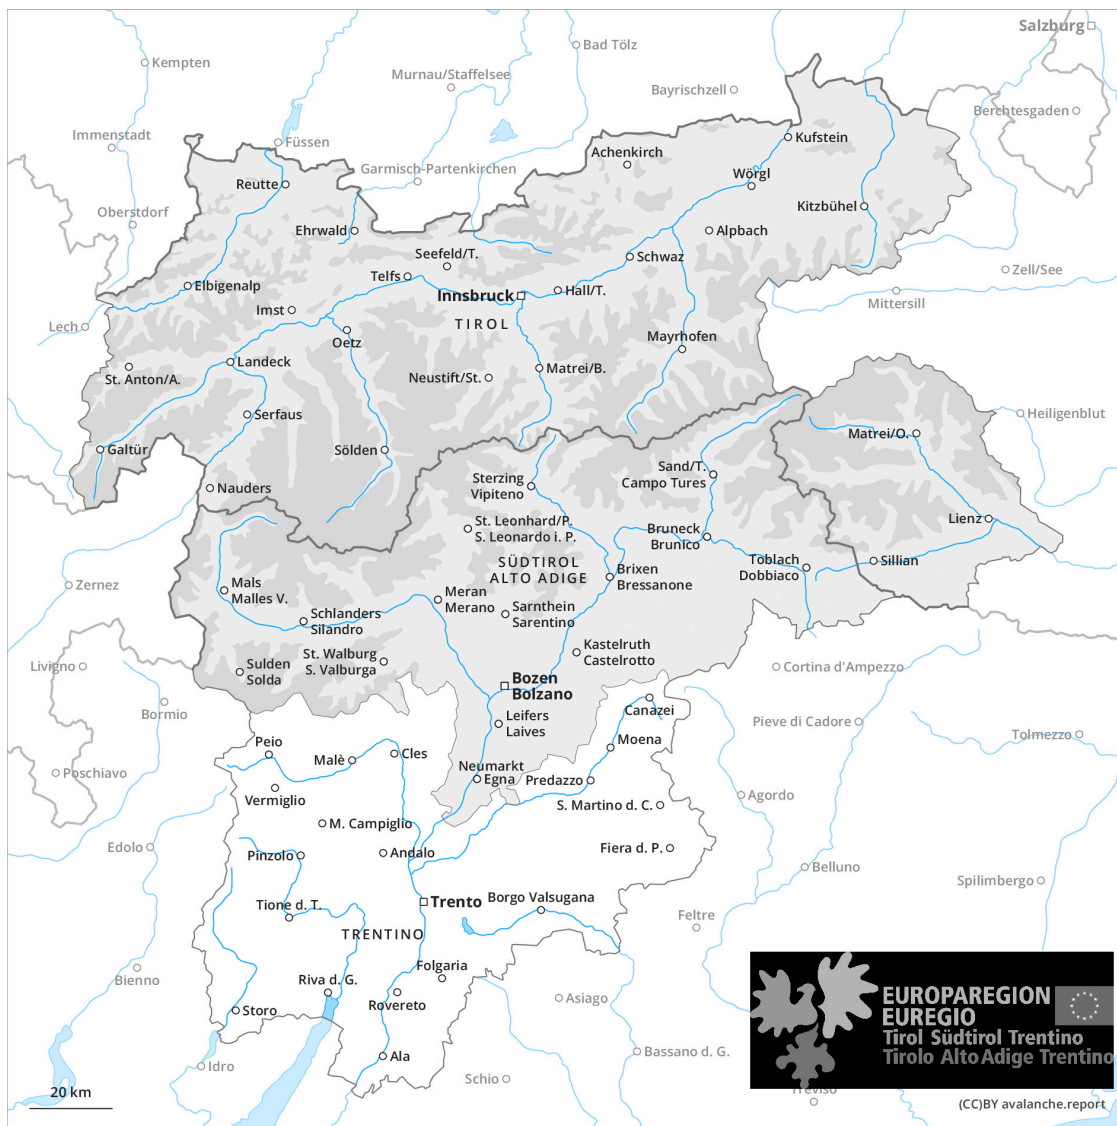 Salzburg
Bad Tölz
Kempten
Murnau/Staffelsee
Bayrischzell
Berchtesgaden
Immenstadt
Füssen
Kufstein
Achenkirch
Garmisch-Partenkirchen
Wörgl
Reutte
Kitzbühel
Oberstdorf
Ehrwald
Alpbach
Seefeld/T.
Schwaz
Telfs
Zell/See
Elbigenalp
Hall/T.
Innsbruck
Mittersill
Imst
TIROL
Lech
Oetz
Mayrhofen
Landeck
Matrei/B.
St. Anton/A.
Neustift/St.
Serfaus
Heiligenblut
Matrei/O.
Galtür
Sölden
Sand/T.
Campo Tures
Sterzing
Vipiteno
Nauders
Lienz
St. Leonhard/P.
S. Leonardo i. P.
Bruneck
Brunico
SÜDTIROL
ALTO ADIGE
Toblach
Dobbiaco
Sillian
Brixen
Bressanone
Zernez
Mals
Malles V.
Meran
Merano
Sarnthein
Sarentino
Schlanders
Silandro
Kastelruth
Castelrotto
St. Walburg
S. Valburga
Livigno
Sulden
Solda
Cortina d'Ampezzo
Bozen
Bolzano
Canazei
Bormio
Leifers
Laives
Pieve di Cadore
Tolmezzo
Moena
Peio
Cles
Malè
Neumarkt
Egna
Predazzo
Poschiavo
Vermiglio
Agordo
S. Martino d. C.
M. Campiglio
Edolo
Pinzolo
Andalo
Fiera d. P.
Belluno
Spilimbergo
Tione d. T.
Trento
Borgo Valsugana
Feltre
TRENTINO
Bienno
Folgaria
Riva d. G.
Rovereto
Asiago
Storo
EUROPAREGION
EUREGIO
Tirol Südtirol Trentino
Tirolo Alto Adige Trentino
Ala
Idro
Bassano d. G.
Schio
Treviso
20 km
(CC)BY avalanche.report